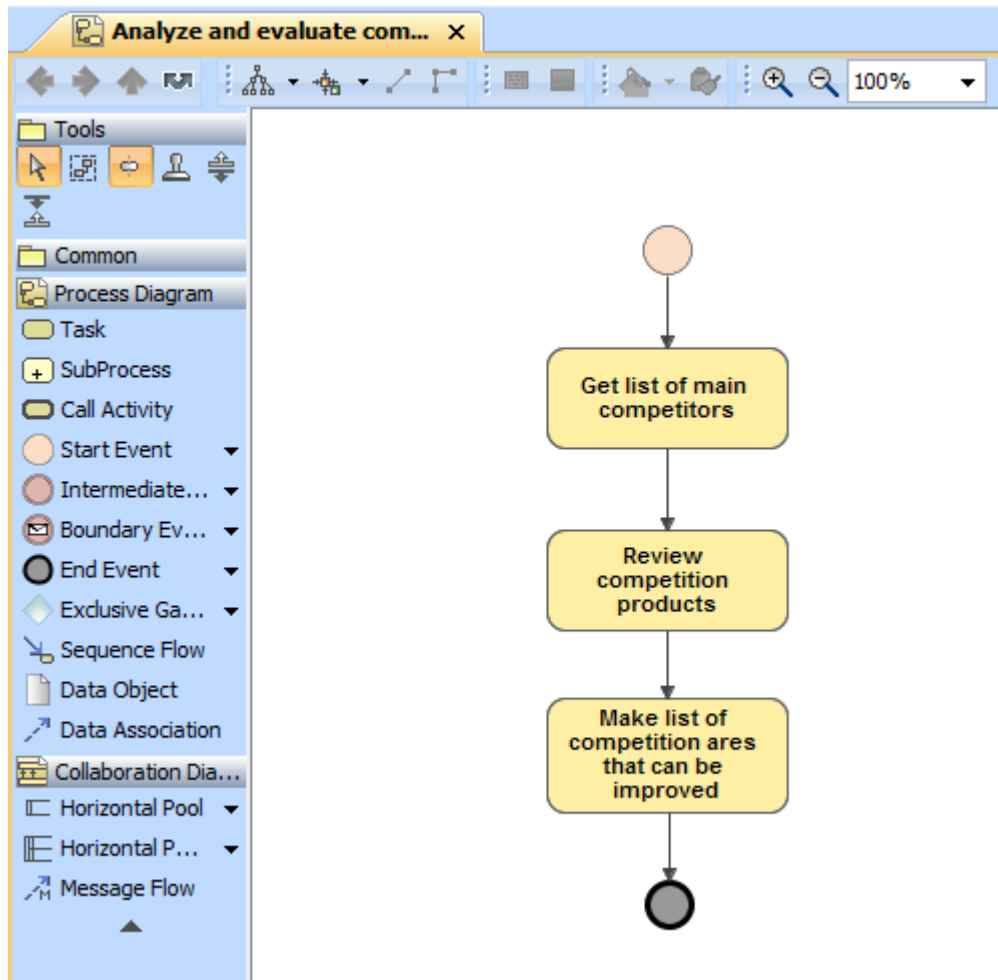 Analyze and evaluate com...
100%
Tools
Common
Process Diagram
Task
+ SubProcess
Call Activity
Start Event
Intermediate...
Boundary Ev...
End Event
Exclusive Ga...
Sequence Flow
Data Object
Data Association
Collaboration Dia...
Horizontal Pool
Horizontal P...
M Message Flow
Get list of main
competitors
Review
competition
products
Make list of
competition ares
that can be
improved